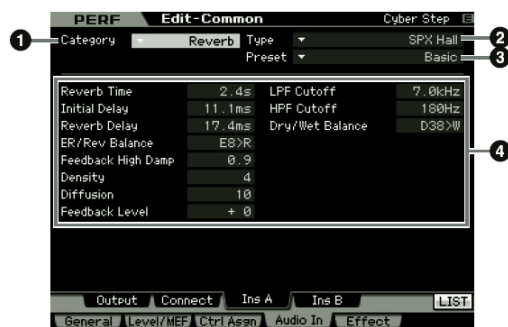 PERF Edit-Common Cyber Step E
1 Category Reverb Type SPX Hall 2
Preset Basic 3
Reverb Time 2.4s LPF Cutoff 7.0kHz
Initial Delay 11.1ms HPF Cutoff 180Hz
Reverb Delay 17.4ms Dry/Wet Balance D38>W
ER/Rev Balance E8>R 4
Feedback High Damp 0.9
Density 4
Diffusion 10
Feedback Level + 0
Output Connect Ins A Ins B LIST
General Level/MEF Ctrl Asgn Audio In Effect